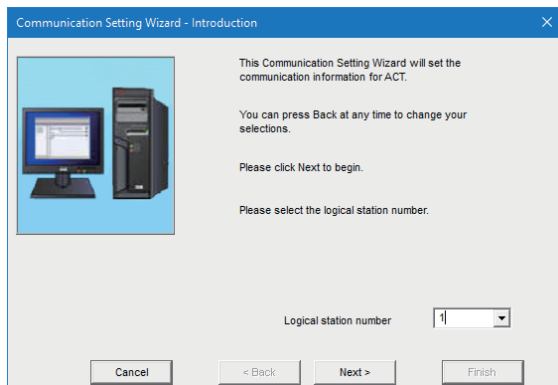 Communication Setting Wizard - Introduction
This Communication Setting Wizard will set the
communication information for ACT.
You can press Back at any time to change your
selections.
Please click Next to begin.
Please select the logical station number.
Logical station number
1
Cancel
< Back
Next >
Finish